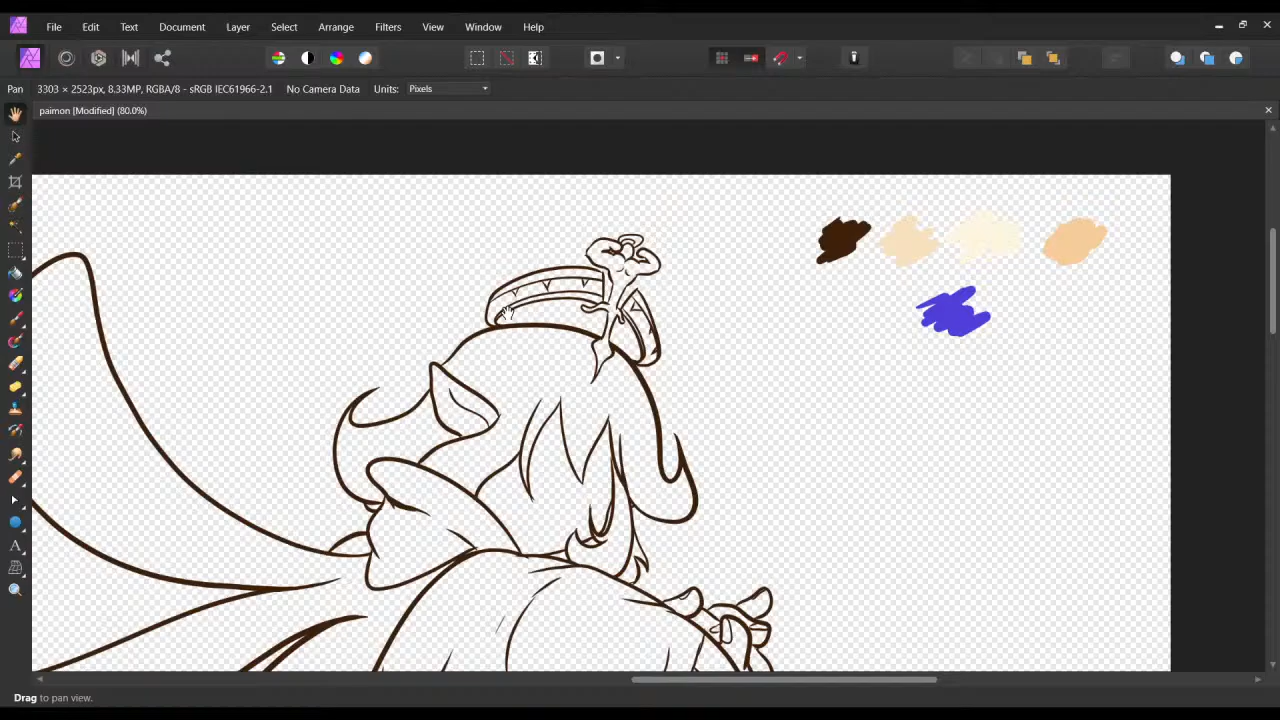 File Edit Text Document Layer Select Arrange Filters View Window Help
Pan 3303 × 2523px, 8.33MP, RGBA/8 - sRGB IEC61966-2.1 No Camera Data Units: Pixels
paimon [Modified] (80.0%)
Drag to pan view.